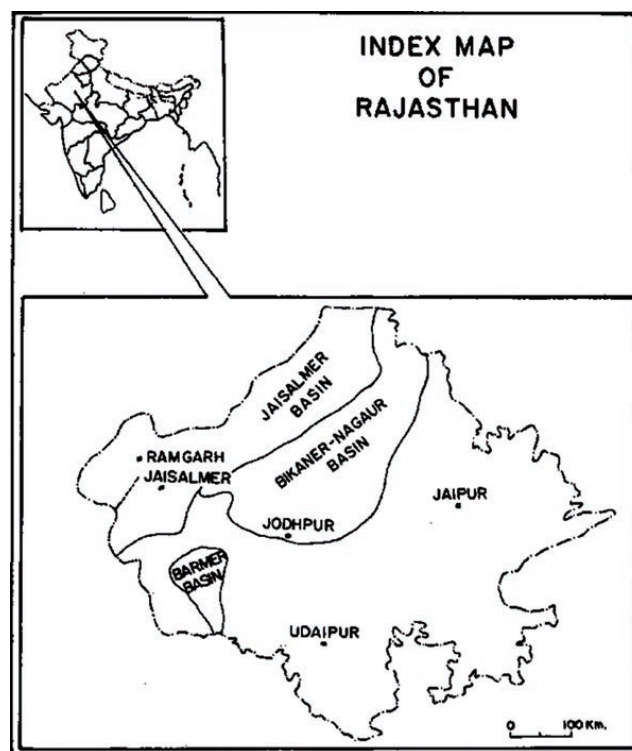 INDEX MAP
OF
RAJASTHAN
JAISALMER
BASIN
BIKANER-NAGAUR
BASIN
RAMGARH
JAISALMER
JAIPUR
JODHPUR
BARMER
BASIN
UDAIPUR
0 100 Km.